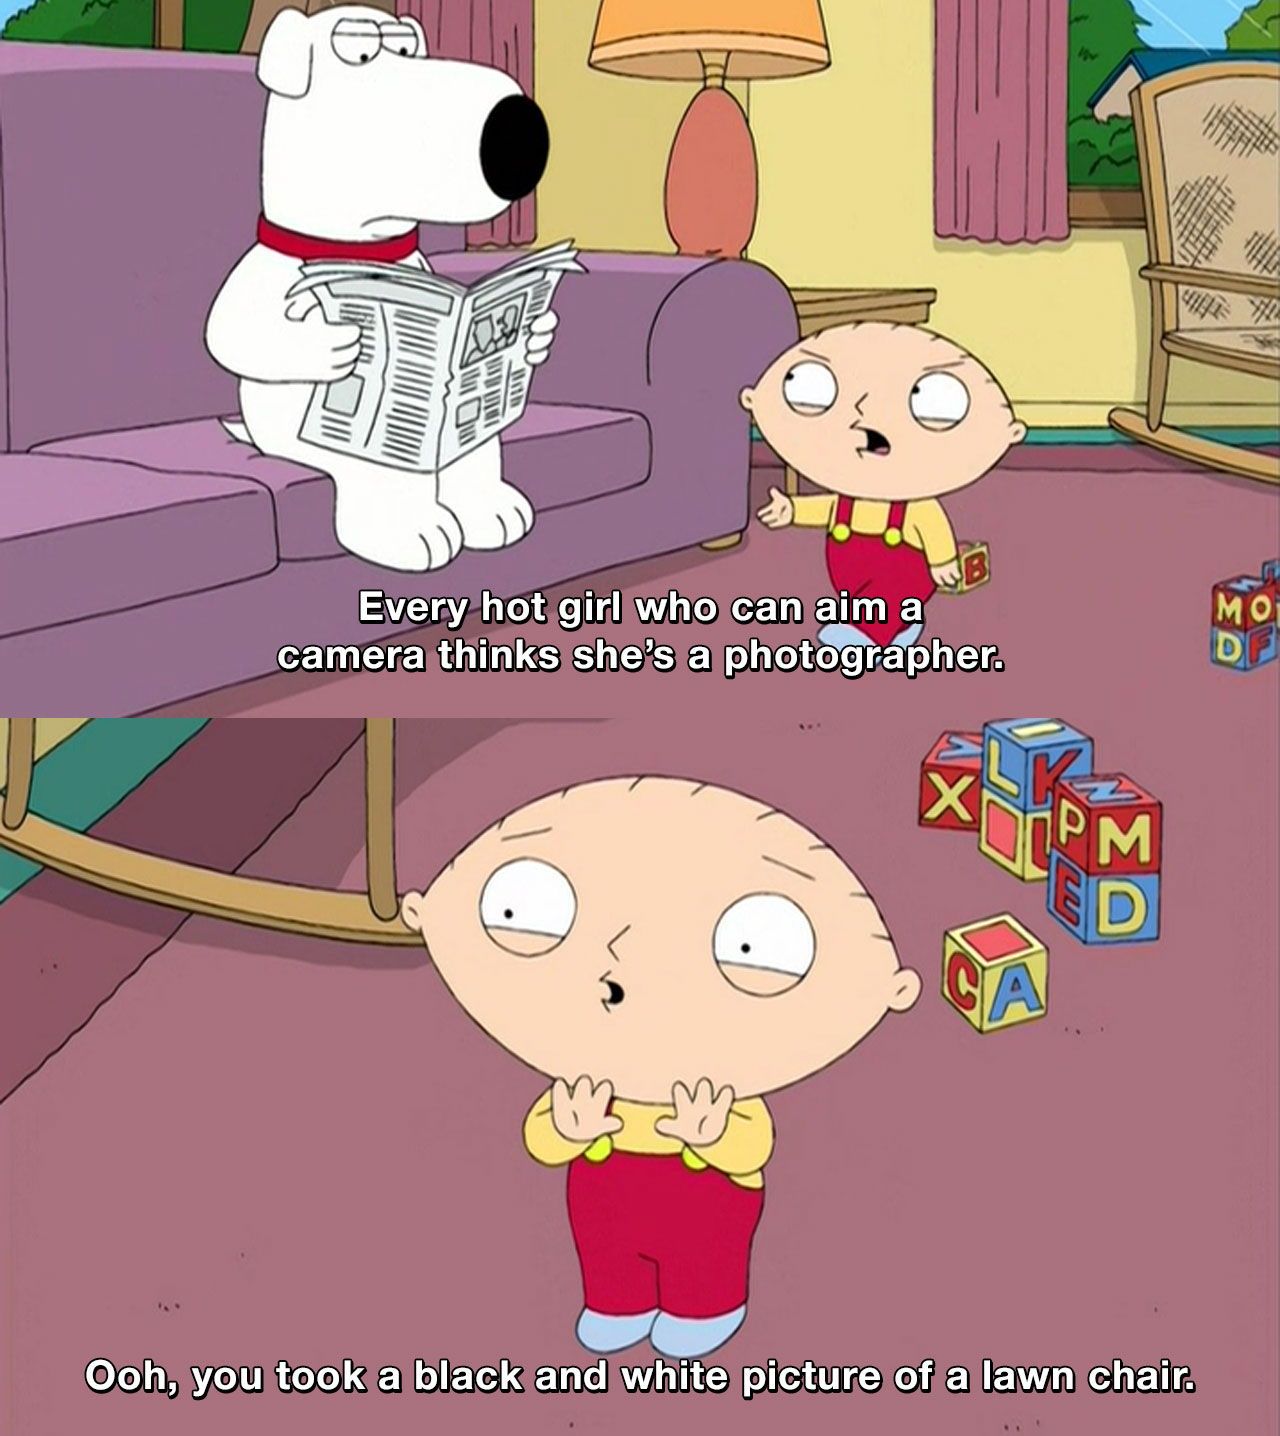 Every hot girl who can aim a
camera thinks she's a photographer.
B
M O
D F
L K
X
P M
E D
C A
Ooh, you took a black and white picture of a lawn chair.